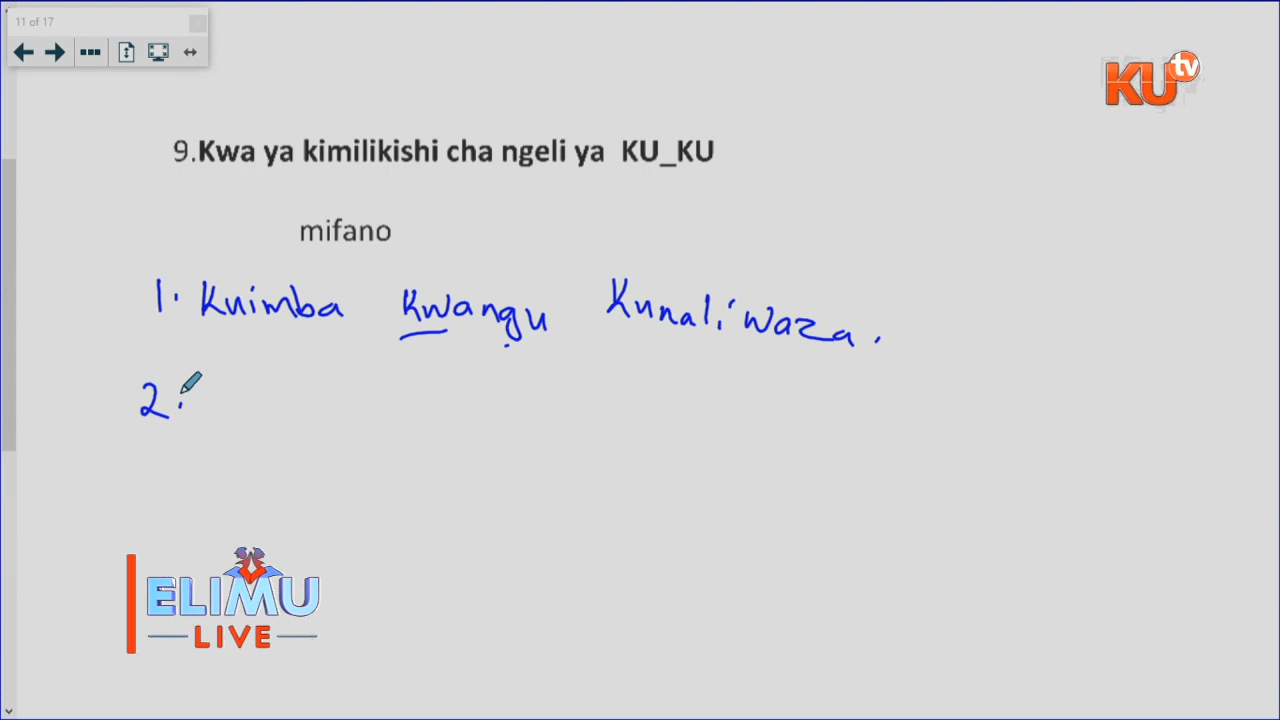 11 of 17
KU tv
9.Kwa ya kimilikishi cha ngeli ya KU_KU
mifano
1. Kuimba Kwangu Kunaliwaza.
2.
ELIMU
LIVE